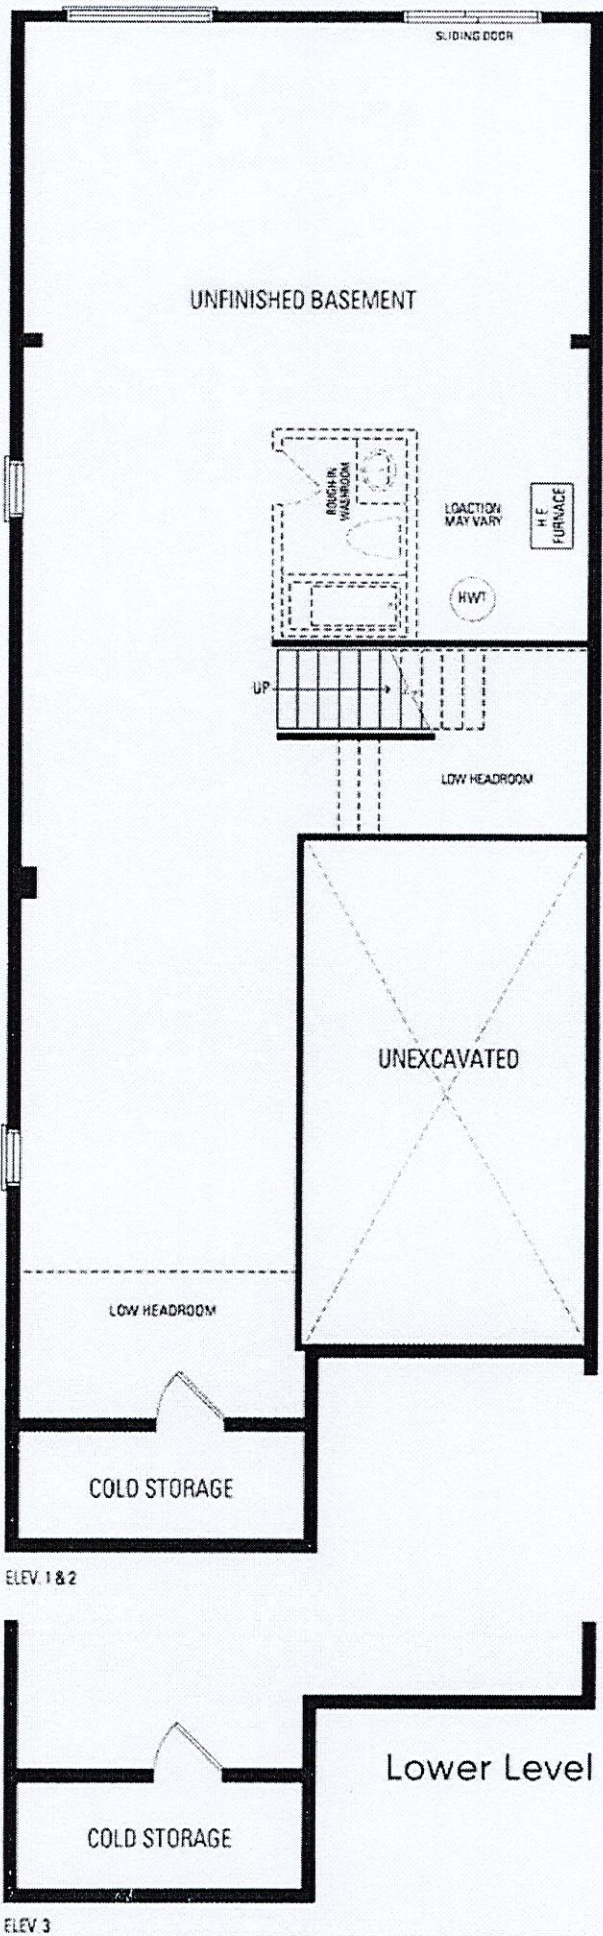 SLIDING DOOR
UNFINISHED BASEMENT
ROUGH-IN
WASHROOM
LOACTION
MAY VARY
H.E.
FURNACE
HWT
UP
LOW HEADROOM
UNEXCAVATED
LOW HEADROOM
COLD STORAGE
ELEV. 1 & 2
Lower Level
COLD STORAGE
ELEV 3